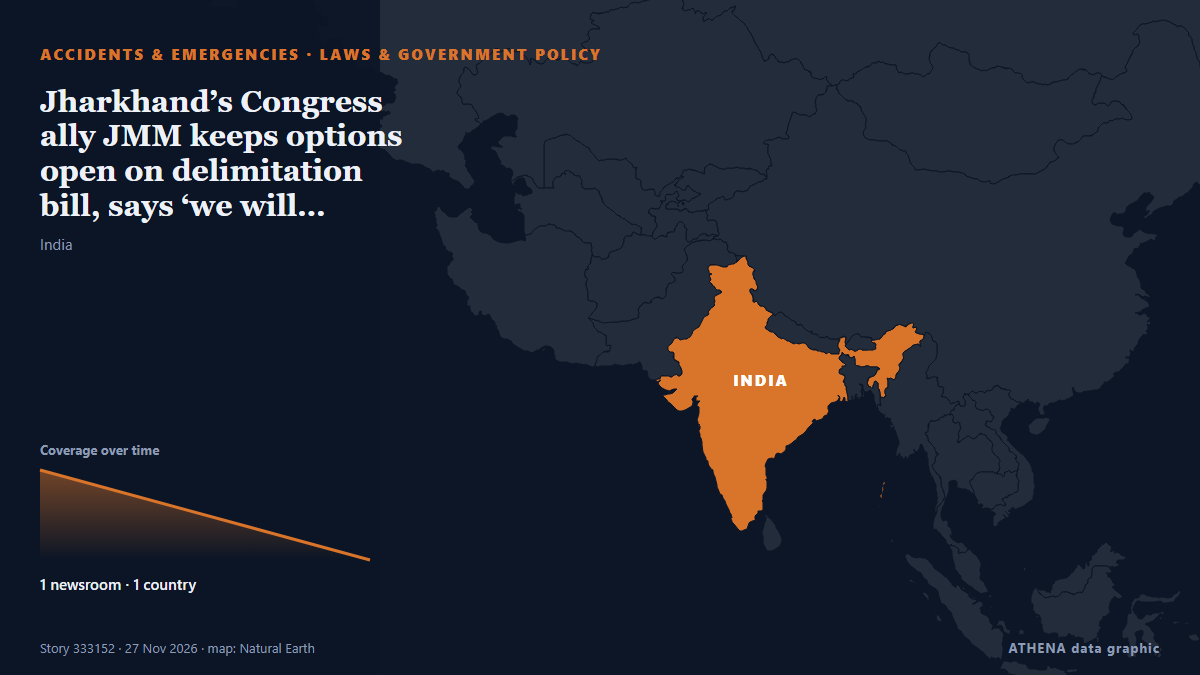 ACCIDENTS & EMERGENCIES · LAWS & GOVERNMENT POLICY
Jharkhand’s Congress
ally JMM keeps options
open on delimitation
bill, says ‘we will...
India
INDIA
Coverage over time
1 newsroom · 1 country
Story 333152 · 27 Nov 2026 · map: Natural Earth
ATHENA data graphic